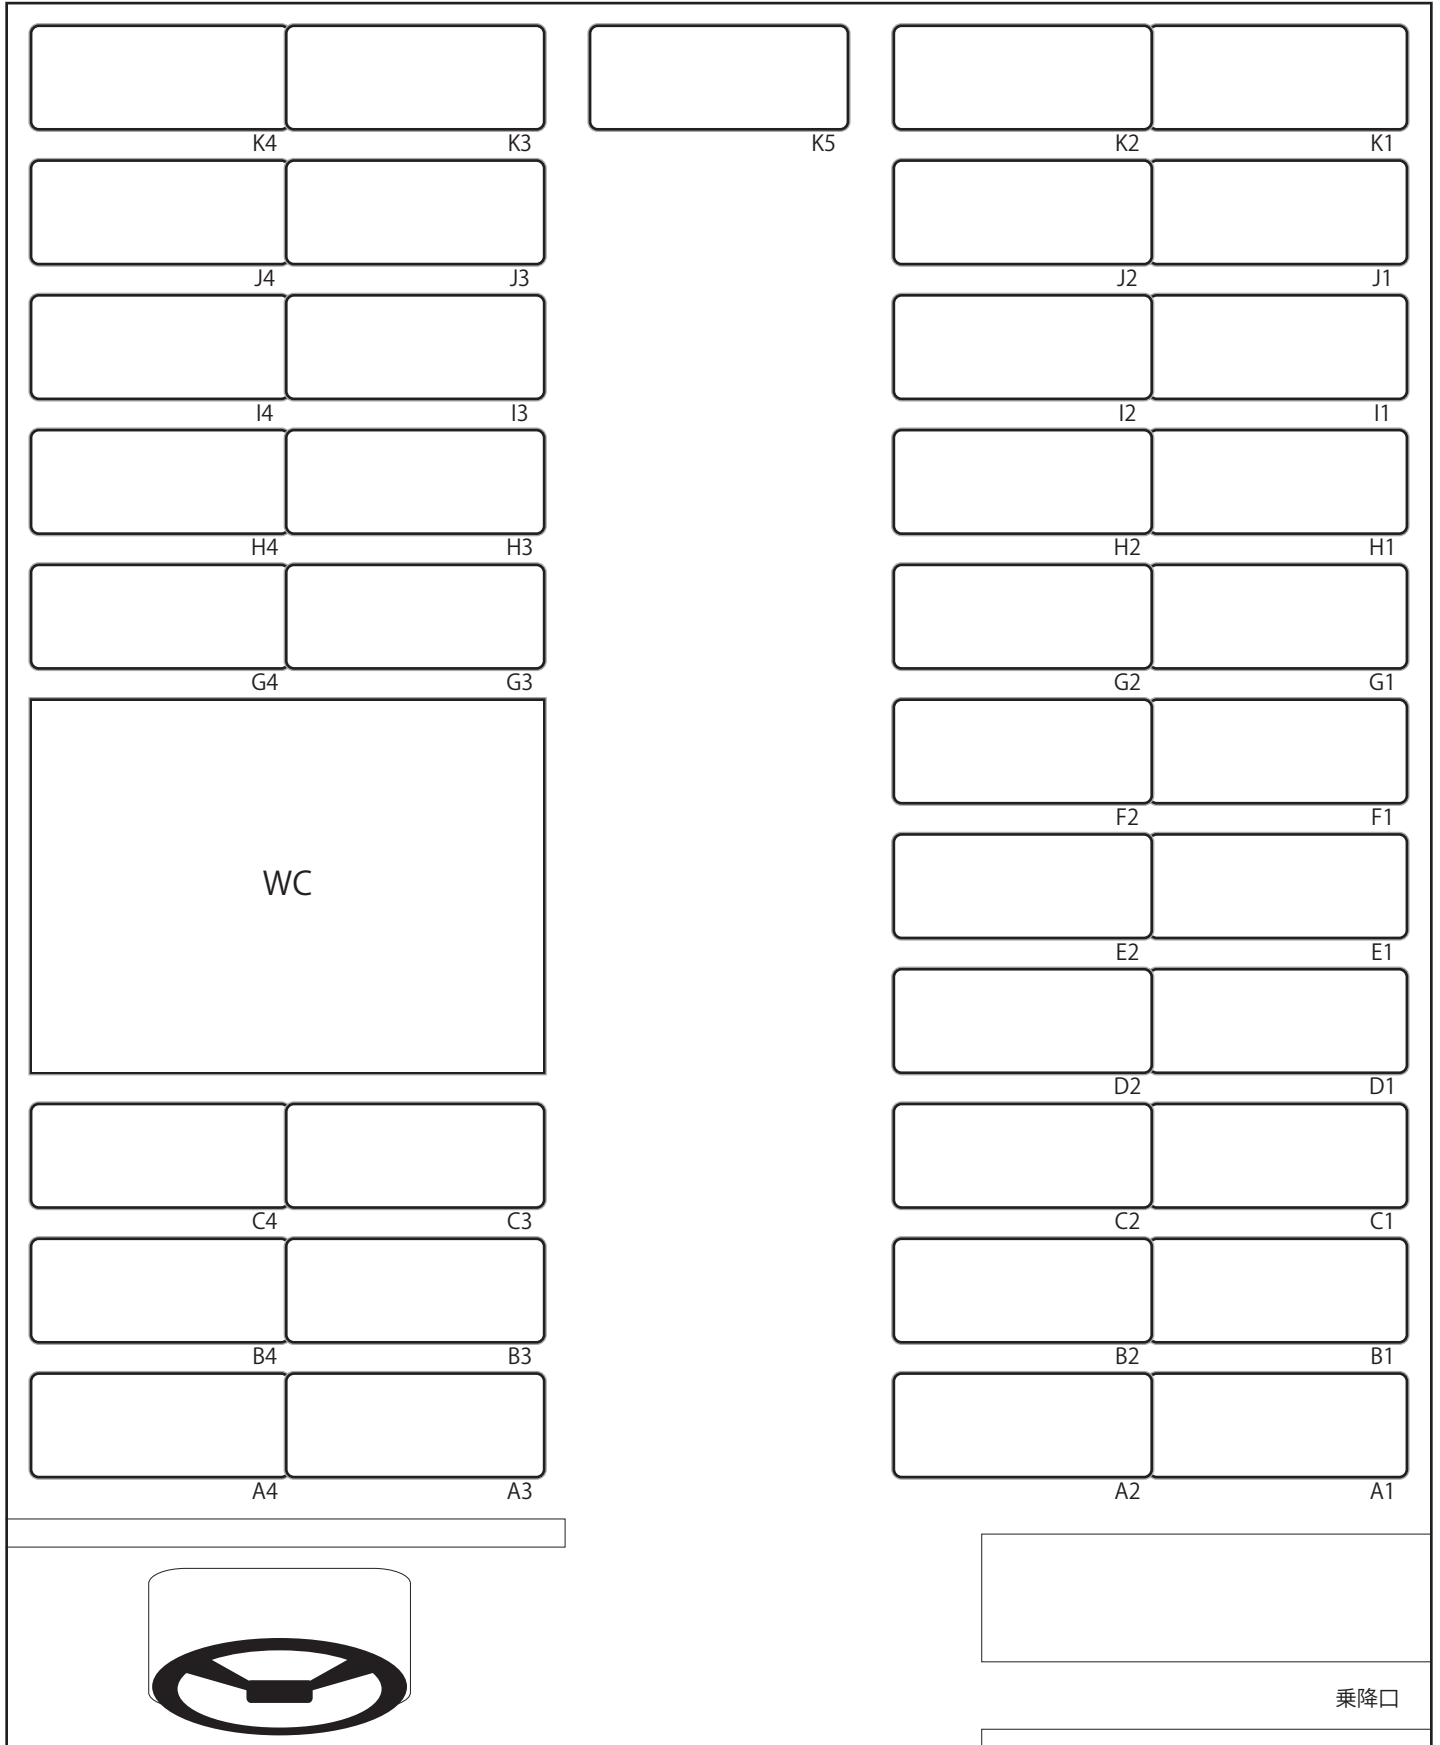 K4 K3 K5 K2 K1
J4 J3 J2 J1
I4 I3 I2 I1
H4 H3 H2 H1
G4 G3 G2 G1
F2 F1
WC
E2 E1
D2 D1
C4 C3 C2 C1
B4 B3 B2 B1
A4 A3 A2 A1
乗降口